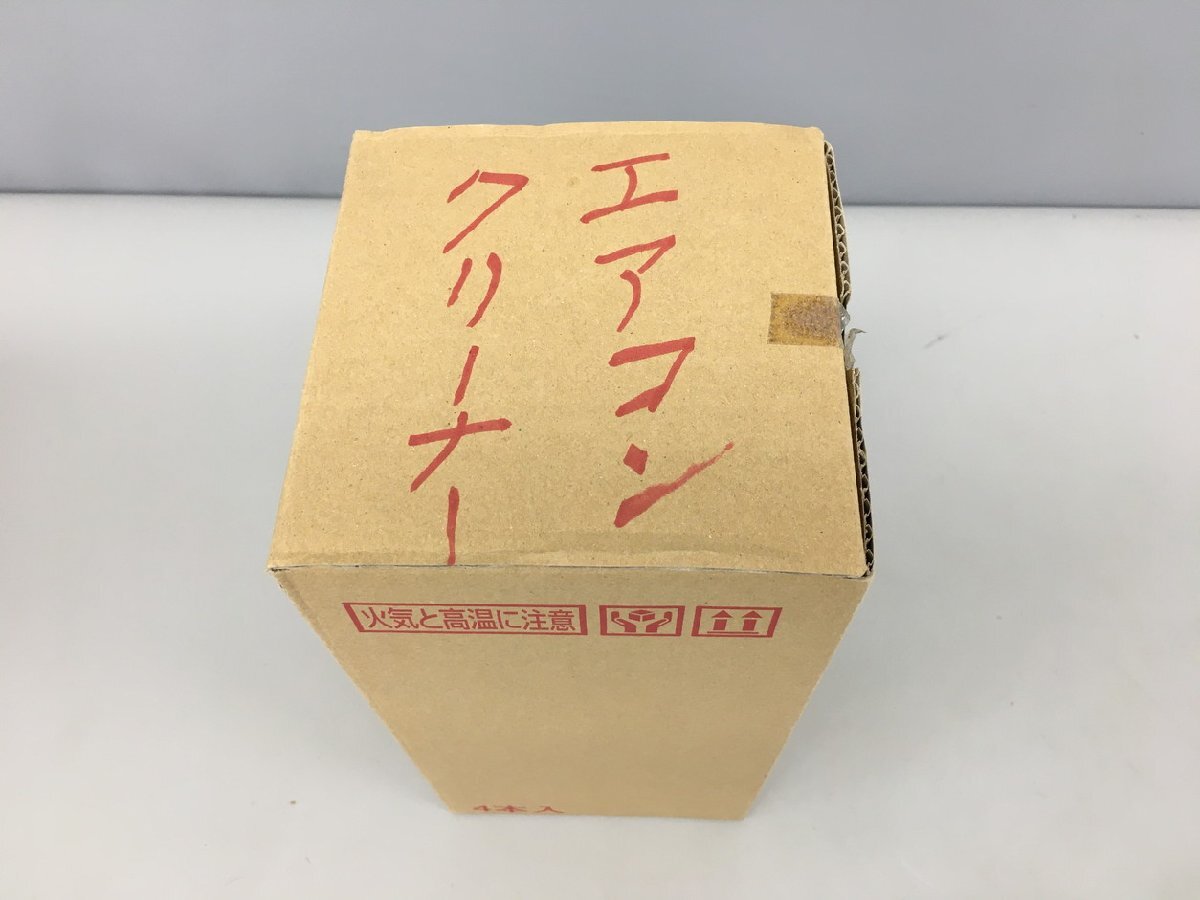 エアコン
クリーナー
火気と高温に注意
4本入